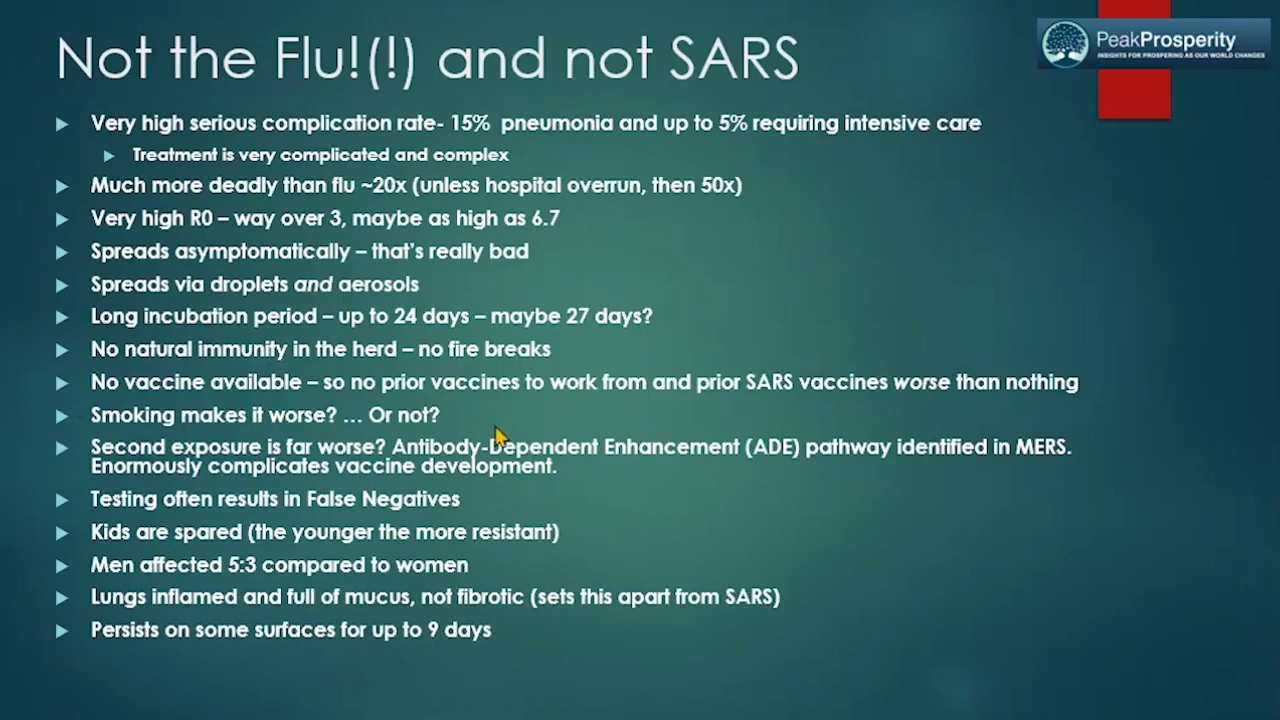 Not the Flu!(!) and not SARS
PeakProsperity
INSIGHTS FOR PROSPERING AS OUR WORLD CHANGES
Very high serious complication rate- 15% pneumonia and up to 5% requiring intensive care
Treatment is very complicated and complex
Much more deadly than flu ~20x (unless hospital overrun, then 50x)
Very high R0 – way over 3, maybe as high as 6.7
Spreads asymptomatically – that's really bad
Spreads via droplets and aerosols
Long incubation period – up to 24 days – maybe 27 days?
No natural immunity in the herd – no fire breaks
No vaccine available – so no prior vaccines to work from and prior SARS vaccines worse than nothing
Smoking makes it worse? … Or not?
Second exposure is far worse? Antibody-Dependent Enhancement (ADE) pathway identified in MERS.
Enormously complicates vaccine development.
Testing often results in False Negatives
Kids are spared (the younger the more resistant)
Men affected 5:3 compared to women
Lungs inflamed and full of mucus, not fibrotic (sets this apart from SARS)
Persists on some surfaces for up to 9 days